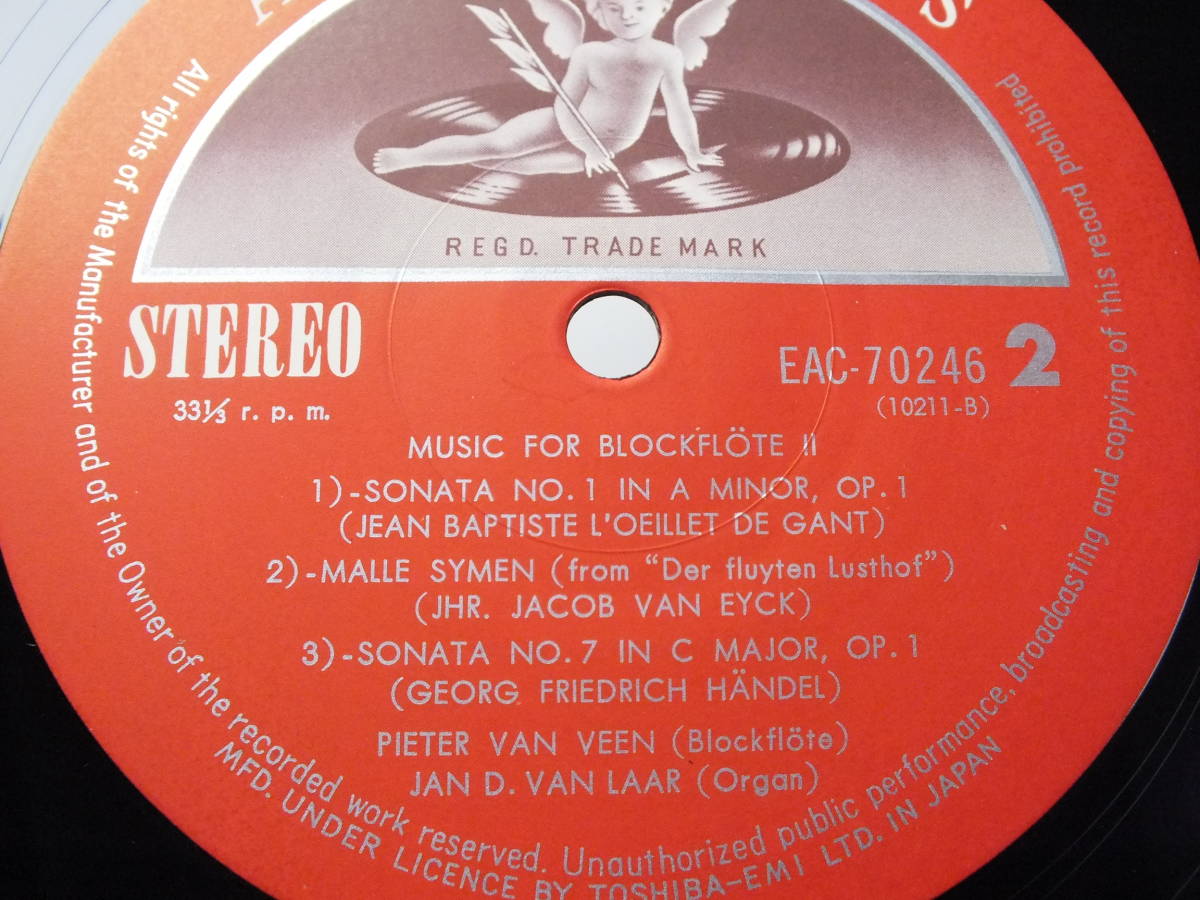 REGD. TRADE MARK
STEREO
33⅓ r. p. m.
EAC-70246 2
(10211-B)
MUSIC FOR BLOCKFLÖTE II
1)-SONATA NO. 1 IN A MINOR, OP. 1
(JEAN BAPTISTE L'OEILLET DE GANT)
2)-MALLE SYMEN (from “Der fluyten Lusthof”)
(JHR. JACOB VAN EYCK)
3)-SONATA NO. 7 IN C MAJOR, OP. 1
(GEORG FRIEDRICH HÄNDEL)
PIETER VAN VEEN (Blockflöte)
JAN D. VAN LAAR (Organ)
All rights of the Manufacturer and of the Owner of the recorded work reserved. Unauthorized public performance, broadcasting and copying of this record prohibited
MFD. UNDER LICENCE BY TOSHIBA-EMI LTD. IN JAPAN